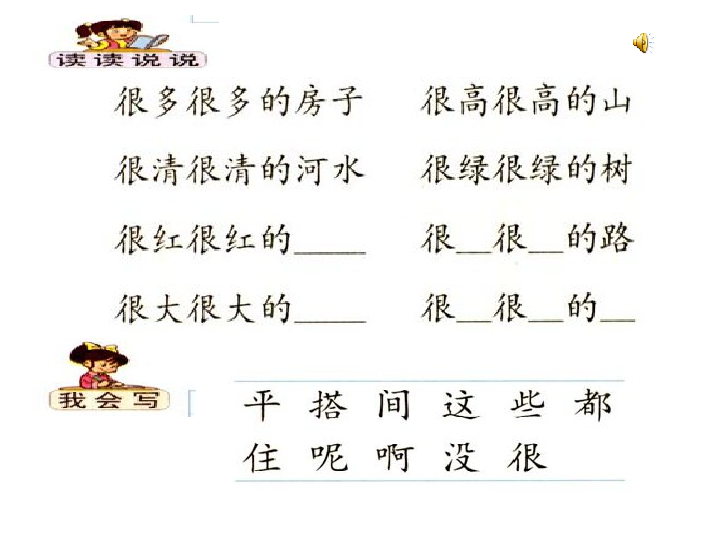 读读说说
很多很多的房子 很高很高的山
很清很清的河水 很绿很绿的树
很红很红的____ 很__很__的路
很大很大的____ 很__很__的__
我会写
平 搭 间 这 些 都
住 呢 啊 没 很